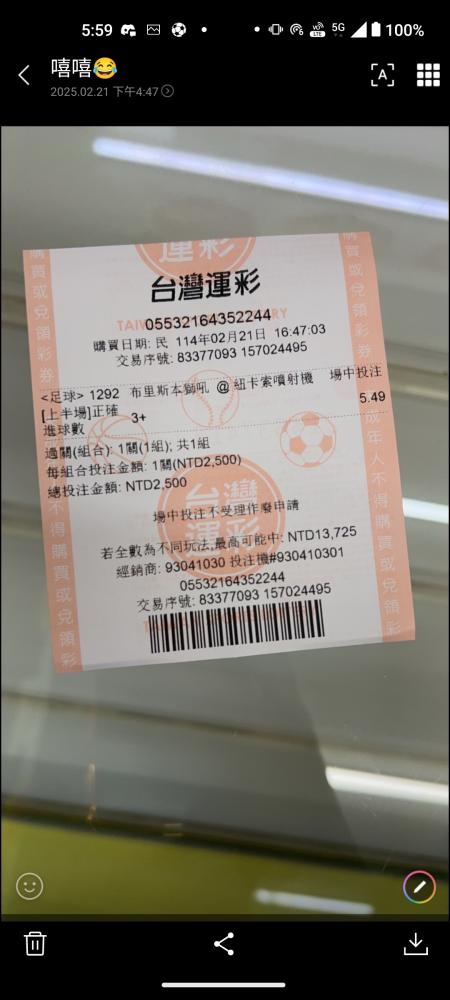 5:59
5G
100%
嘻嘻😂
2025.02.21 下午4:47
A
運彩
台灣運彩
05532164352244
購買日期: 民 114年02月21日 16:47:03
交易序號: 83377093 157024495
<足球> 1292 布里斯本獅吼 @ 紐卡索噴射機 場中投注
[上半場]正確進球數 3+ 5.49
過關(組合): 1關(1組); 共1組
每組合投注金額: 1關(NTD2,500)
總投注金額: NTD2,500
台灣運彩
場中投注不受理作廢申請
若全數為不同玩法,最高可能中: NTD13,725
經銷商: 93041030 投注機#930410301
05532164352244
交易序號: 83377093 157024495
購買或兌領彩券
不得購買或兌領彩
成年人不得購買或兌領彩